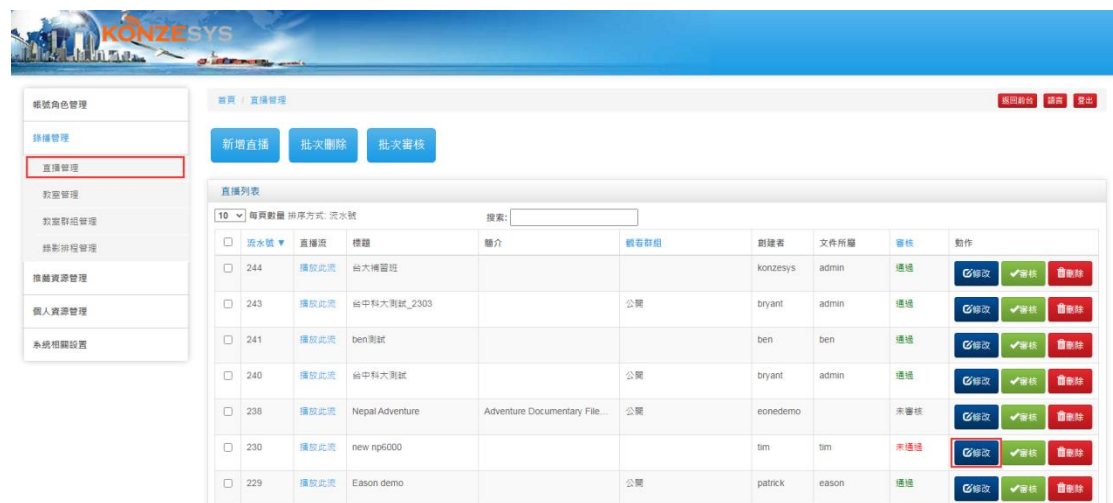 KONZESYS
帳號角色管理
錄播管理
直播管理
教室管理
教室群組管理
錄影排程管理
推薦資源管理
個人資源管理
系統相關設置
首頁 / 直播管理
返回前台 語言 登出
新增直播 批次刪除 批次審核
直播列表
10 每頁數量 排序方式: 流水號 搜索:
流水號▼ 直播流 標題 簡介 觀看群組 創建者 文件所屬 審核 動作
244 播放此流 台大補習班 konzesys admin 通過 修改 審核 刪除
243 播放此流 台中科大測試_2303 公開 bryant admin 通過 修改 審核 刪除
241 播放此流 ben測試 ben ben 通過 修改 審核 刪除
240 播放此流 台中科大測試 公開 bryant admin 通過 修改 審核 刪除
238 播放此流 Nepal Adventure Adventure Documentary File... 公開 eonedemo 未審核 修改 審核 刪除
230 播放此流 new np6000 tim tim 未通過 修改 審核 刪除
229 播放此流 Eason demo 公開 patrick eason 通過 修改 審核 刪除